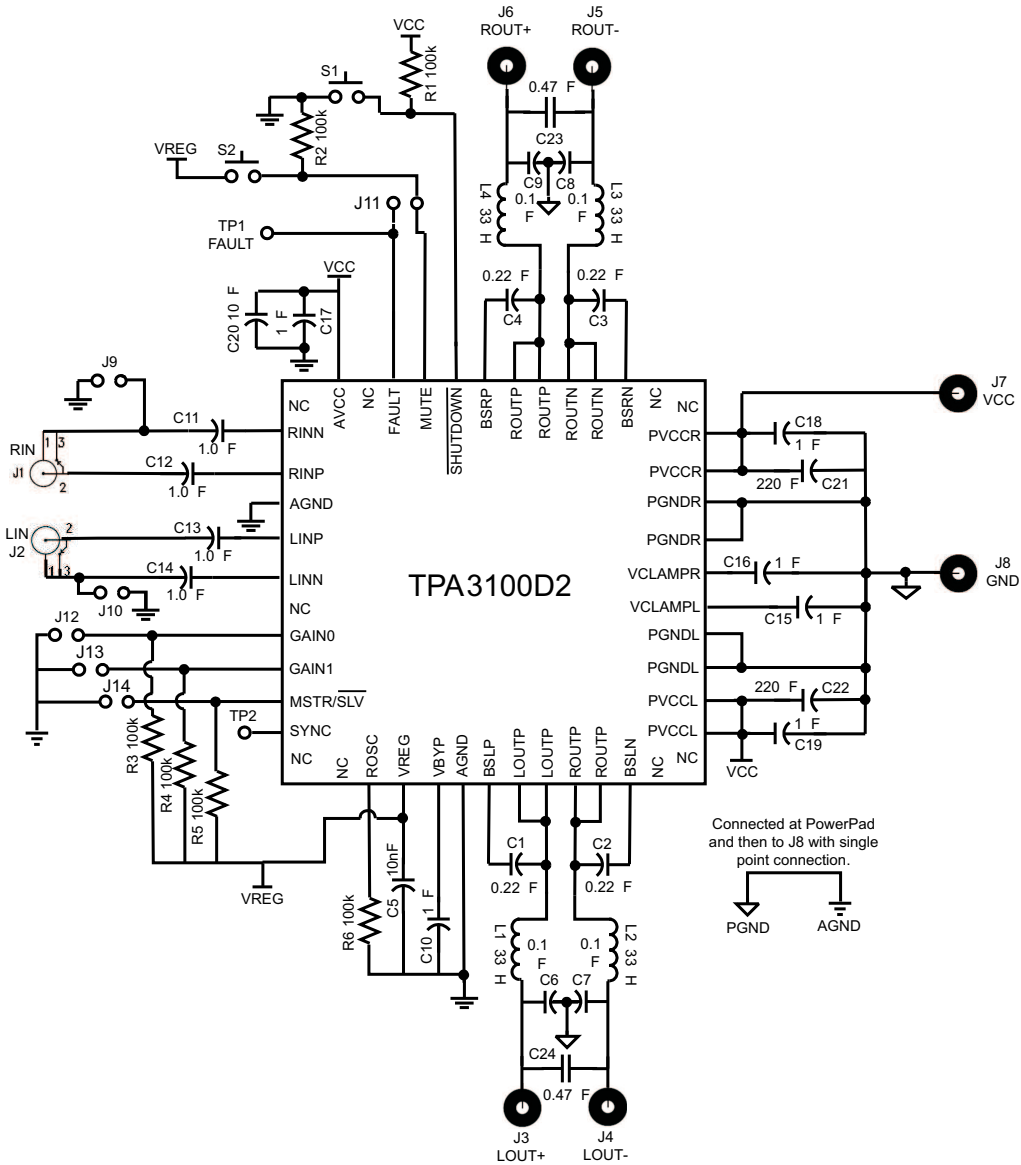 J6
ROUT+
J5
ROUT-
VCC
R1 100k
S1
R2 100k
VREG
S2
J11
TP1
FAULT
0.47 F
C23
C9
C8
L4 33 H
0.1
F
0.1
F
L3 33 H
VCC
C20 10 F
1 F
C17
0.22 F
C4
0.22 F
C3
J9
RIN
J1
1
3
2
C11
1.0 F
C12
1.0 F
LIN
J2
2
1
3
C13
1.0 F
C14
1.0 F
J10
J12
J13
J14
TP2
R3 100k
R4 100k
R5 100k
VREG
NC
AVCC
NC
FAULT
MUTE
SHUTDOWN
BSRP
ROUTP
ROUTP
ROUTN
ROUTN
BSRN
NC
NC
RINN
RINP
AGND
LINP
LINN
NC
GAIN0
GAIN1
MSTR/SLV
SYNC
NC
TPA3100D2
PVCCR
PVCCR
PGNDR
PGNDR
VCLAMPR
VCLAMPL
PGNDL
PGNDL
PVCCL
PVCCL
NC
NC
ROSC
VREG
VBYP
AGND
BSLP
LOUTP
LOUTP
ROUTP
ROUTP
BSLN
NC
J7
VCC
C18
1 F
220 F
C21
C16
1 F
J8
GND
C15
1 F
220 F
C22
1 F
C19
VCC
Connected at PowerPad
and then to J8 with single
point connection.
PGND
AGND
R6 100k
C5
10nF
C10
1 F
C1
0.22 F
C2
0.22 F
L1 33 H
0.1
F
0.1
F
L2 33 H
C6
C7
C24
0.47 F
J3
LOUT+
J4
LOUT-